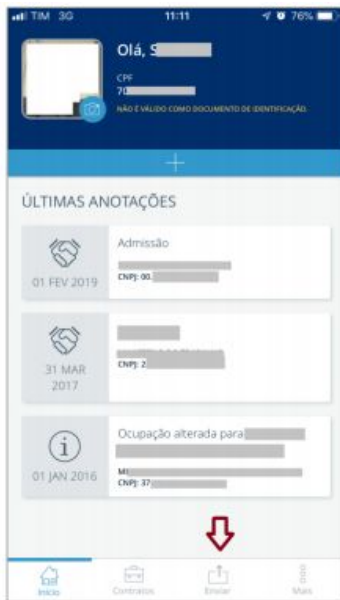 TIM 3G 11:11 76%
Olá, S
CPF
70
NÃO É VÁLIDO COMO DOCUMENTO DE IDENTIFICAÇÃO.
ÚLTIMAS ANOTAÇÕES
Admissão
CNPJ: 00.
01 FEV 2019
CNPJ: 2
31 MAR
2017
Ocupação alterada para
01 JAN 2016
CNPJ: 37
Início Contratos Enviar Mais